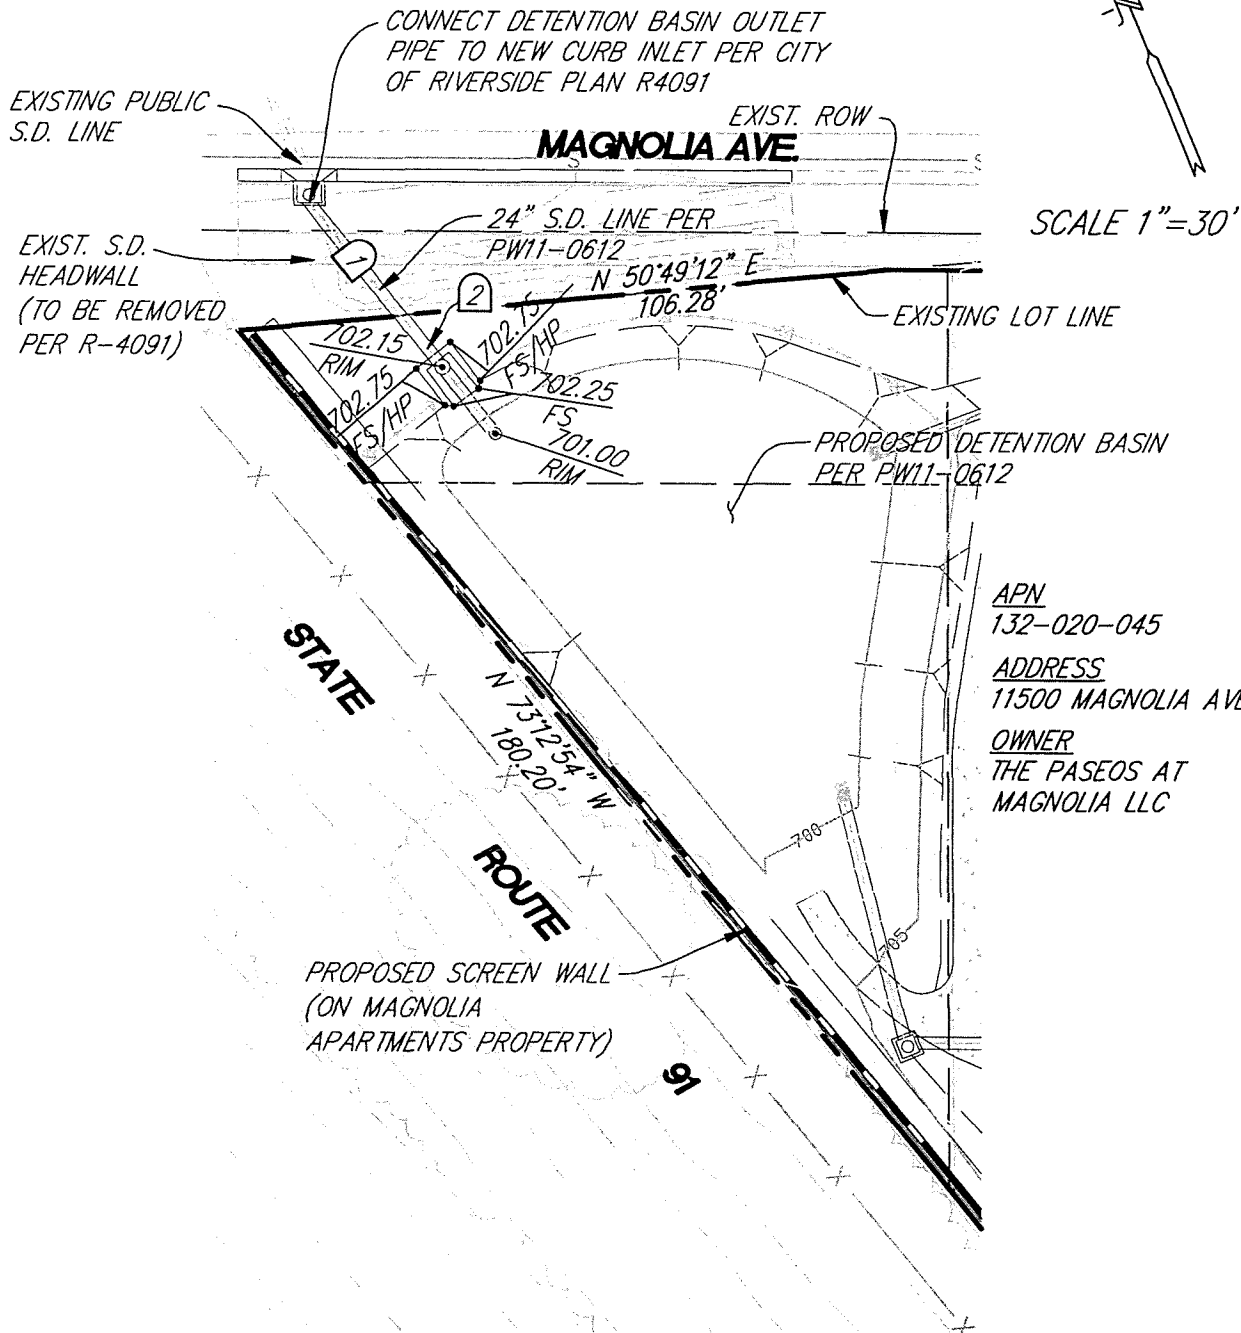 CONNECT DETENTION BASIN OUTLET
PIPE TO NEW CURB INLET PER CITY
OF RIVERSIDE PLAN R4091
EXISTING PUBLIC
S.D. LINE
EXIST. ROW
MAGNOLIA AVE.
S
S
SCALE 1"=30'
24" S.D. LINE PER
PW11-0612
EXIST. S.D.
HEADWALL
(TO BE REMOVED
PER R-4091)
1
2
N 50°49'12" E
106.28'
EXISTING LOT LINE
702.15
RIM
702.75
FS/HP
702.75
FS/HP
702.25
FS
701.00
RIM
PROPOSED DETENTION BASIN
PER PW11-0612
APN
132-020-045
ADDRESS
11500 MAGNOLIA AVE
OWNER
THE PASEOS AT
MAGNOLIA LLC
STATE
ROUTE
91
N 73°12'54" W
180.20'
700
705
PROPOSED SCREEN WALL
(ON MAGNOLIA
APARTMENTS PROPERTY)